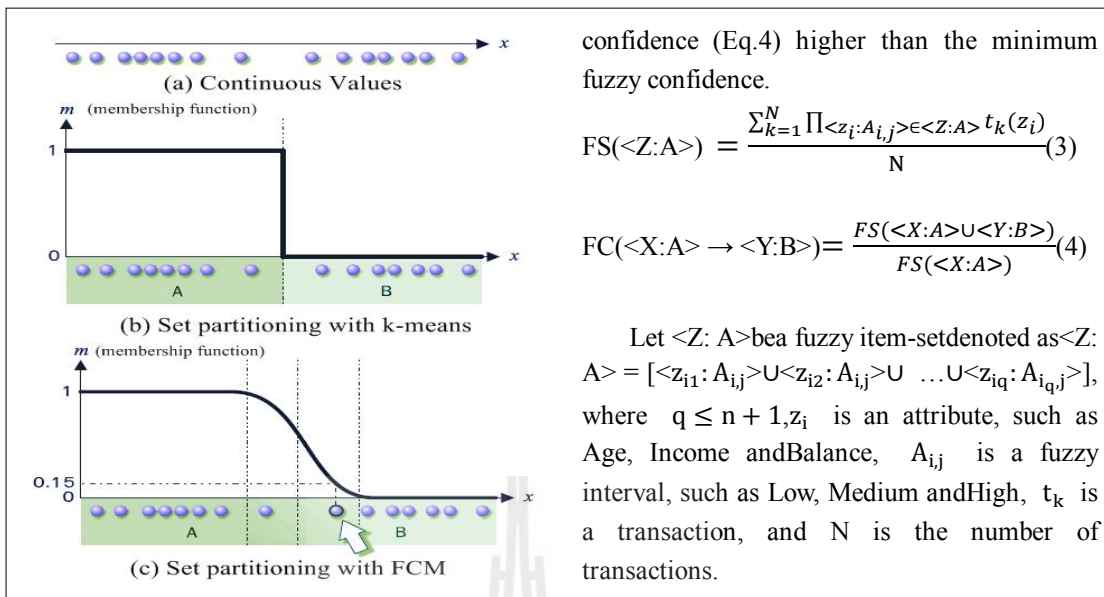 x
(a) Continuous Values
m (membership function)
1
0
x
A
B
(b) Set partitioning with k-means
m (membership function)
1
0.15
0
x
A
B
(c) Set partitioning with FCM
confidence (Eq.4) higher than the minimum
fuzzy confidence.
FS(<Z:A>) = \frac{∑_{k=1}^{N} ∏_{<z_i:A_{i,j}>∈<Z:A>} t_k(z_i)}{N} (3)
FC(<X:A> → <Y:B>)= \frac{FS(<X:A>∪<Y:B>)}{FS(<X:A>)} (4)
Let <Z: A>bea fuzzy item-setdenoted as<Z:
A> = [<z_{i1}: A_{i,j}>∪<z_{i2}: A_{i,j}>∪ …∪<z_{iq}: A_{i_q,j}>],
where q ≤ n + 1,z_i is an attribute, such as
Age, Income andBalance, A_{i,j} is a fuzzy
interval, such as Low, Medium andHigh, t_k is
a transaction, and N is the number of
transactions.